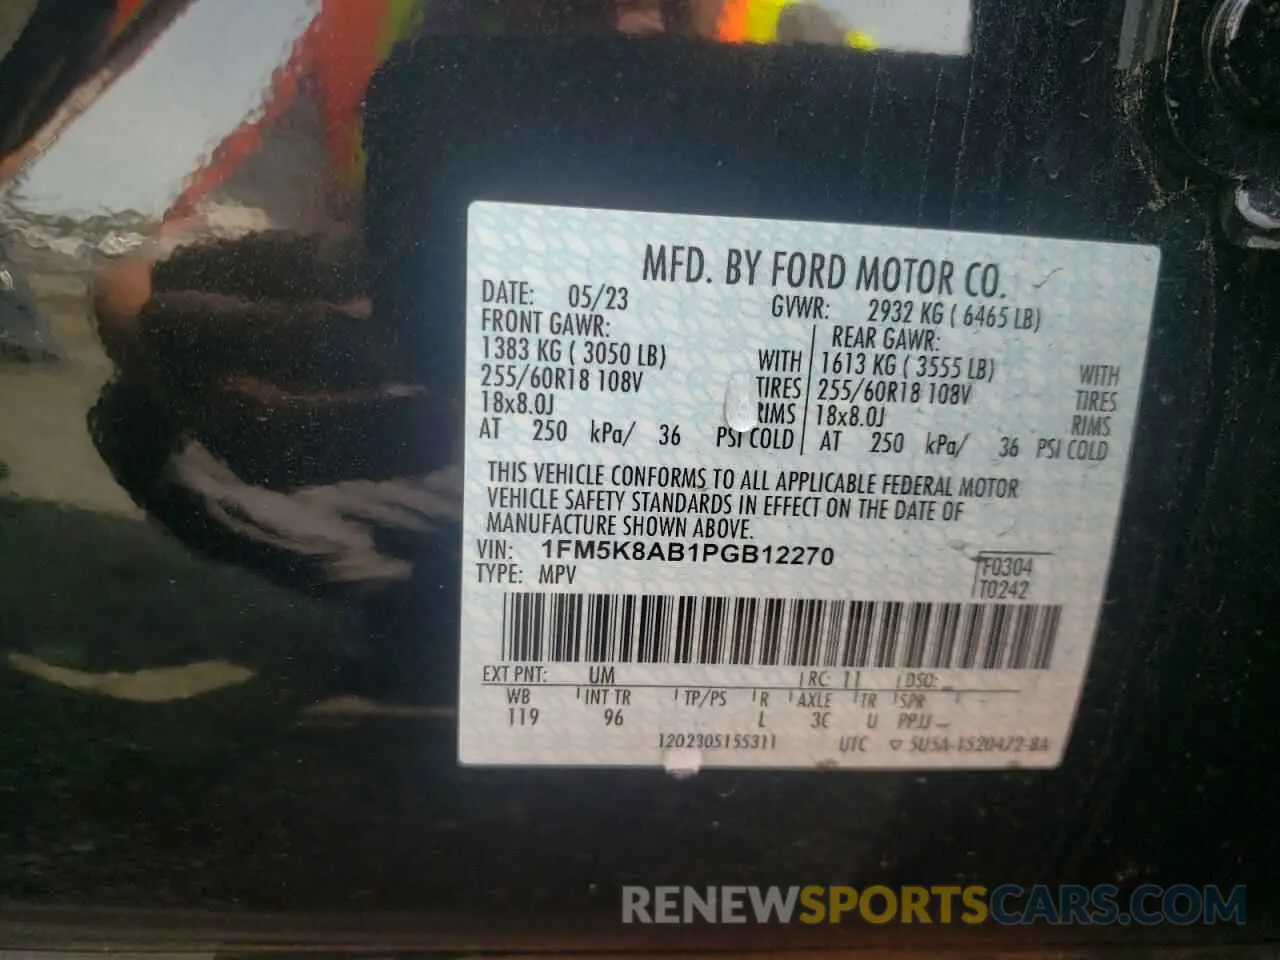 MFD. BY FORD MOTOR CO.
DATE: 05/23 GVWR: 2932 KG ( 6465 LB)
FRONT GAWR: REAR GAWR:
1383 KG ( 3050 LB) WITH 1613 KG ( 3555 LB) WITH
255/60R18 108V TIRES 255/60R18 108V TIRES
18x8.0J RIMS 18x8.0J RIMS
AT 250 kPa/ 36 PSI COLD AT 250 kPa/ 36 PSI COLD
THIS VEHICLE CONFORMS TO ALL APPLICABLE FEDERAL MOTOR
VEHICLE SAFETY STANDARDS IN EFFECT ON THE DATE OF
MANUFACTURE SHOWN ABOVE.
VIN: 1FM5K8AB1PGB12270
TYPE: MPV
F0304
T0242
EXT PNT: UM RC: 11 DSO:
WB INT TR TP/PS R AXLE TR SPR
119 96 L 3C U PPJJ
1202305155311 UTC 5U5A-1520472-BA
RENEWSPORTSCARS.COM